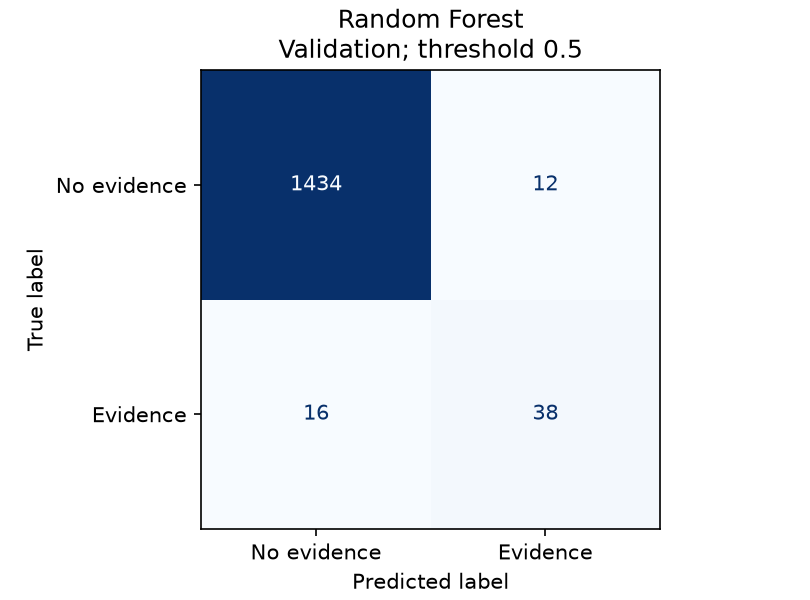 Random Forest
Validation; threshold 0.5
No evidence
1434
12
True label
Evidence
16
38
No evidence
Evidence
Predicted label